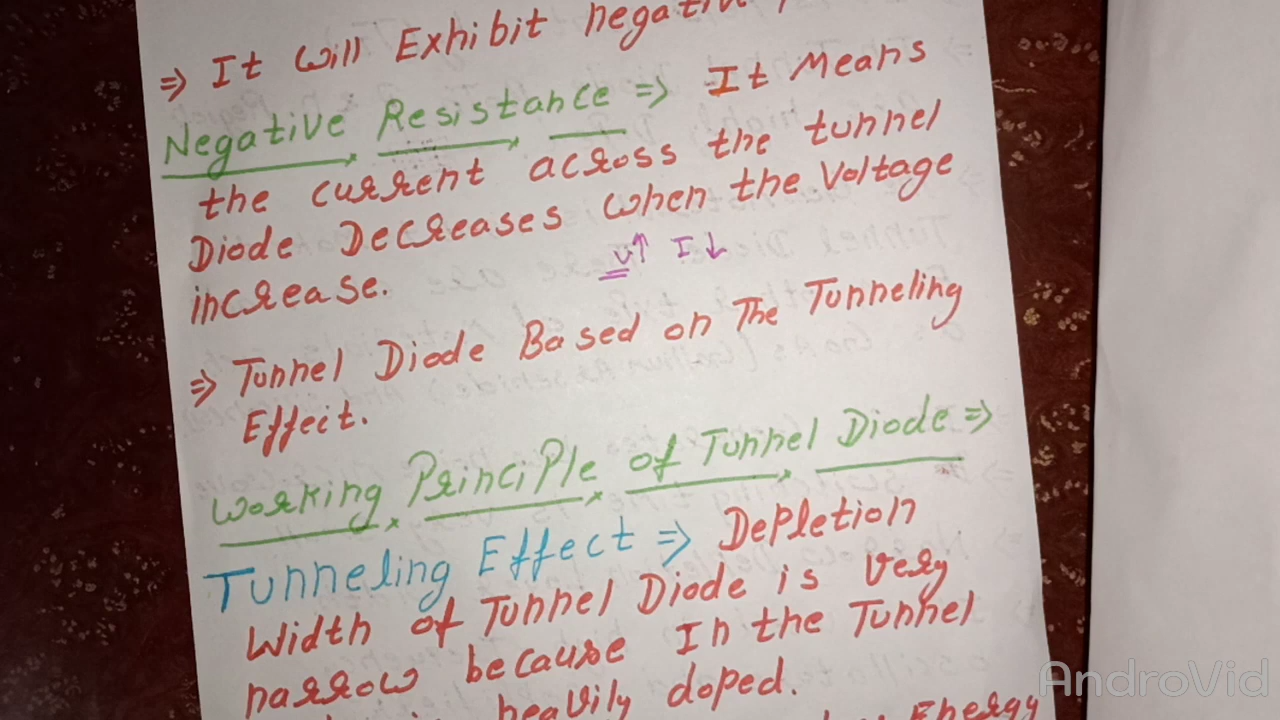 ⇒ It will Exhibit negative
Negative Resistance ⇒ It Means
the current across the tunnel
Diode Decreases when the Voltage
increase. V↑ I↓
⇒ Tunnel Diode Based on The Tunneling
Effect.
Working Principle of Tunnel Diode ⇒
Tunneling Effect ⇒ Depletion
Width of Tunnel Diode is very
narrow because In the Tunnel
heavily doped.
Energy
AndroVid